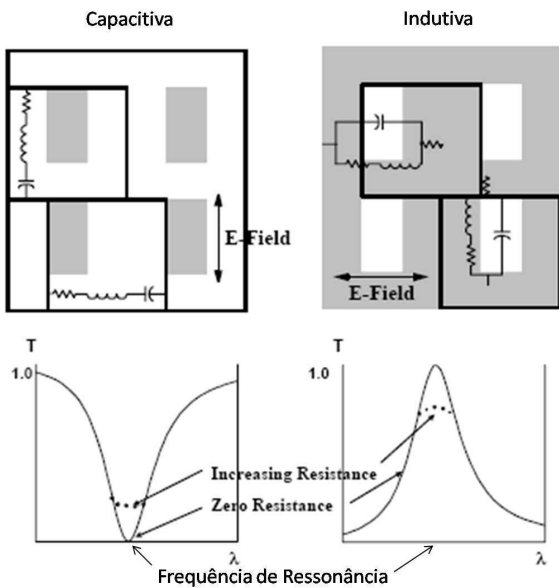 Capacitiva
Indutiva
E-Field
E-Field
T
1.0
λ
T
1.0
λ
Increasing Resistance
Zero Resistance
Frequência de Ressonância